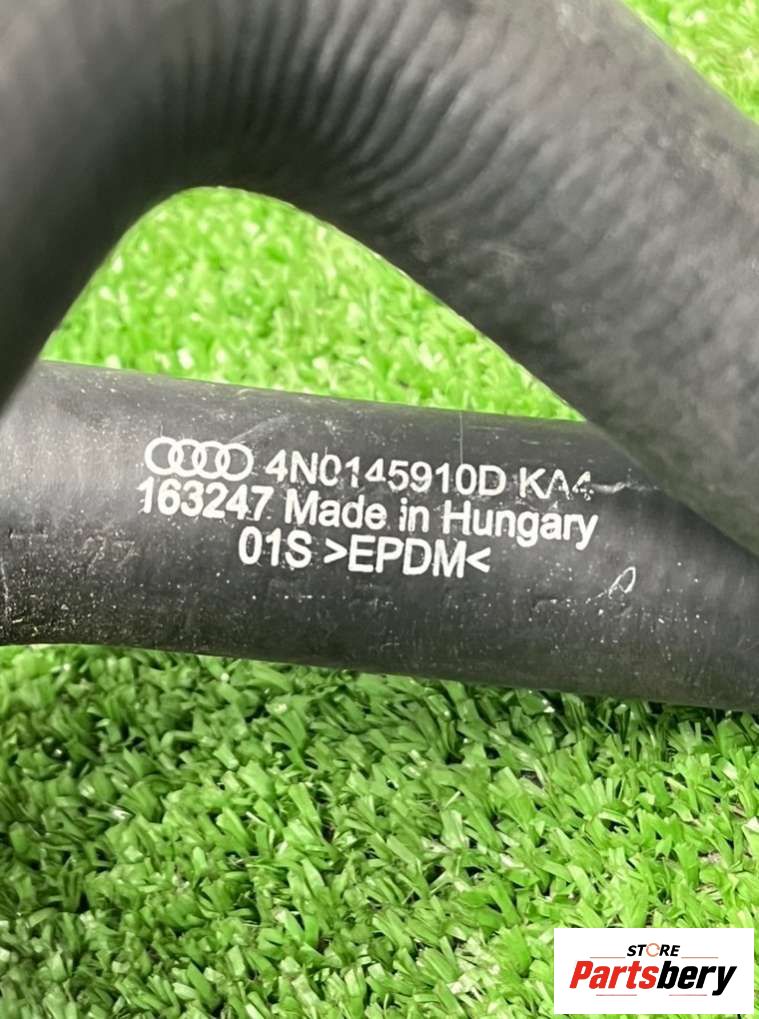 4N0145910D KA4
163247 Made in Hungary
01S >EPDM<
STORE
Partsbery